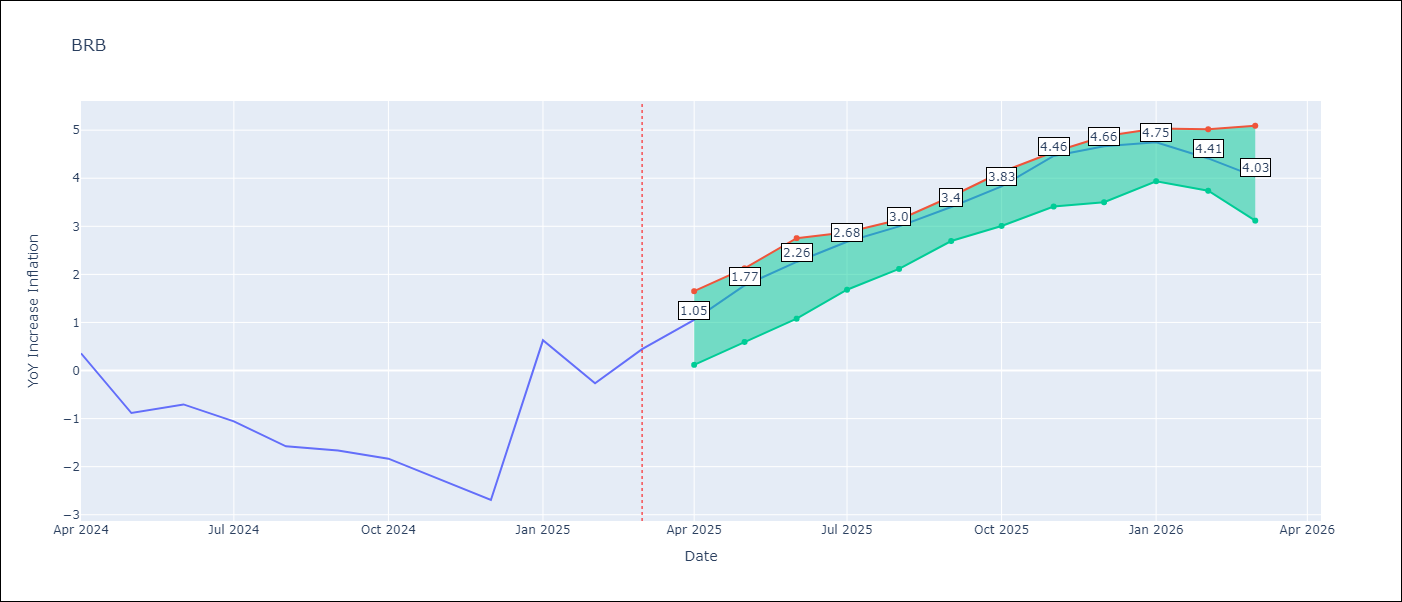 BRB
YoY Increase Inflation
5
4
3
2
1
0
−1
−2
−3
1.05
1.77
2.26
2.68
3.0
3.4
3.83
4.46
4.66
4.75
4.41
4.03
Apr 2024
Jul 2024
Oct 2024
Jan 2025
Apr 2025
Jul 2025
Oct 2025
Jan 2026
Apr 2026
Date